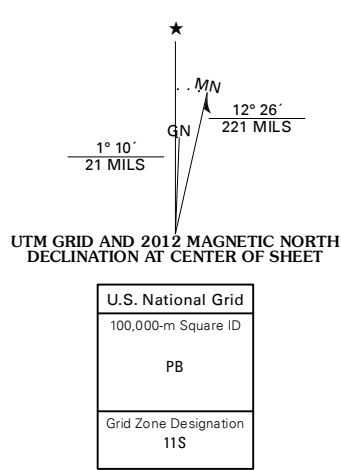 ★
MN
GN
12° 26´
221 MILS
1° 10´
21 MILS
UTM GRID AND 2012 MAGNETIC NORTH
DECLINATION AT CENTER OF SHEET
U.S. National Grid
100,000-m Square ID
PB
Grid Zone Designation
11S